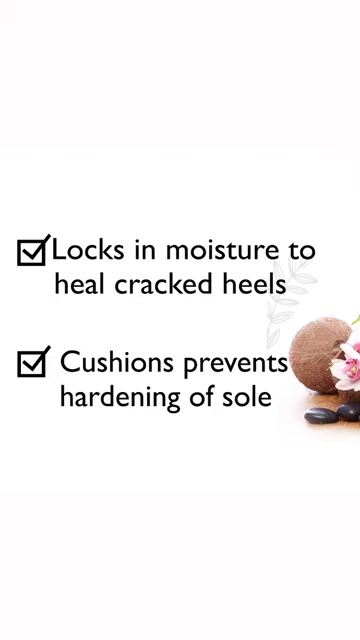 Locks in moisture to
heal cracked heels
Cushions prevents
hardening of sole